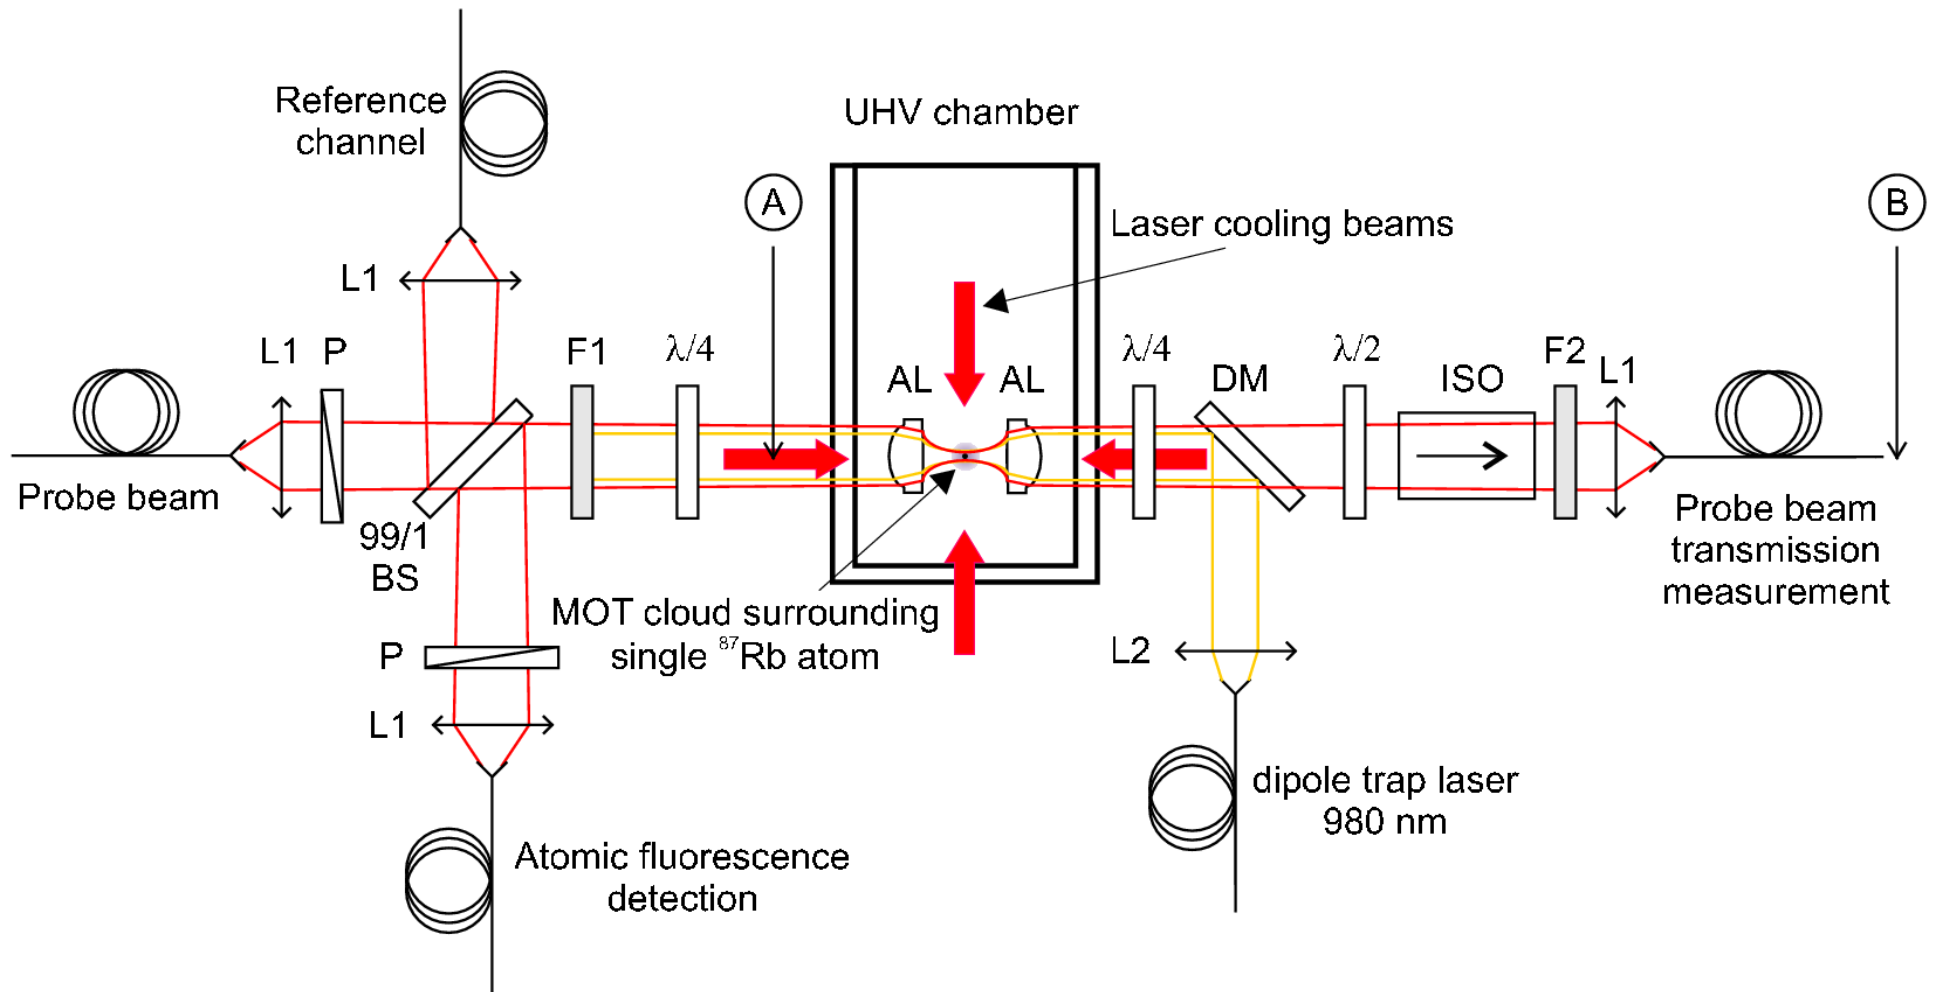 Reference
channel
UHV chamber
A
B
Laser cooling beams
L1
L1
P
F1
λ/4
AL
AL
λ/4
DM
λ/2
ISO
F2
L1
Probe beam
99/1
BS
Probe beam
transmission
measurement
MOT cloud surrounding
single ⁸⁷Rb atom
P
L2
L1
dipole trap laser
980 nm
Atomic fluorescence
detection